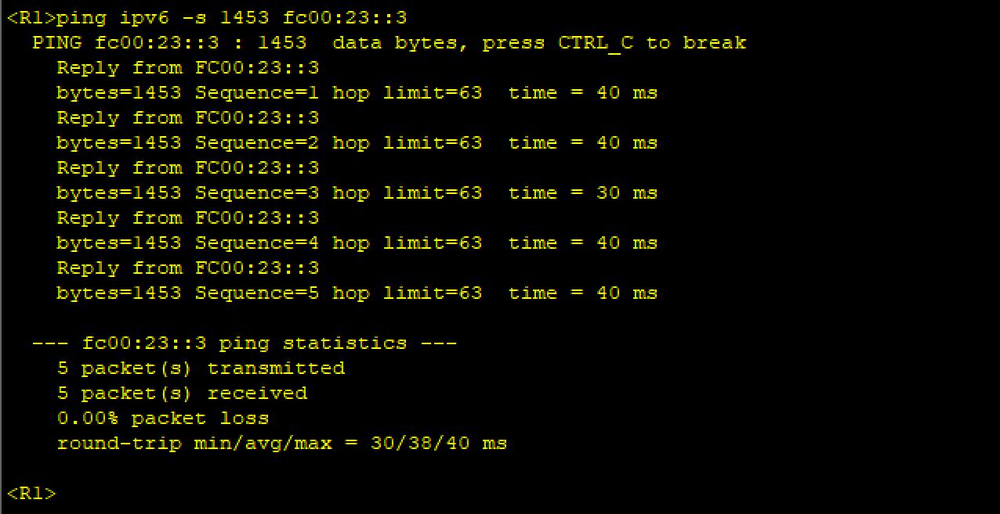 <R1>ping ipv6 -s 1453 fc00:23::3
PING fc00:23::3 : 1453  data bytes, press CTRL_C to break
Reply from FC00:23::3
bytes=1453 Sequence=1 hop limit=63  time = 40 ms
Reply from FC00:23::3
bytes=1453 Sequence=2 hop limit=63  time = 40 ms
Reply from FC00:23::3
bytes=1453 Sequence=3 hop limit=63  time = 30 ms
Reply from FC00:23::3
bytes=1453 Sequence=4 hop limit=63  time = 40 ms
Reply from FC00:23::3
bytes=1453 Sequence=5 hop limit=63  time = 40 ms
--- fc00:23::3 ping statistics ---
5 packet(s) transmitted
5 packet(s) received
0.00% packet loss
round-trip min/avg/max = 30/38/40 ms
<R1>